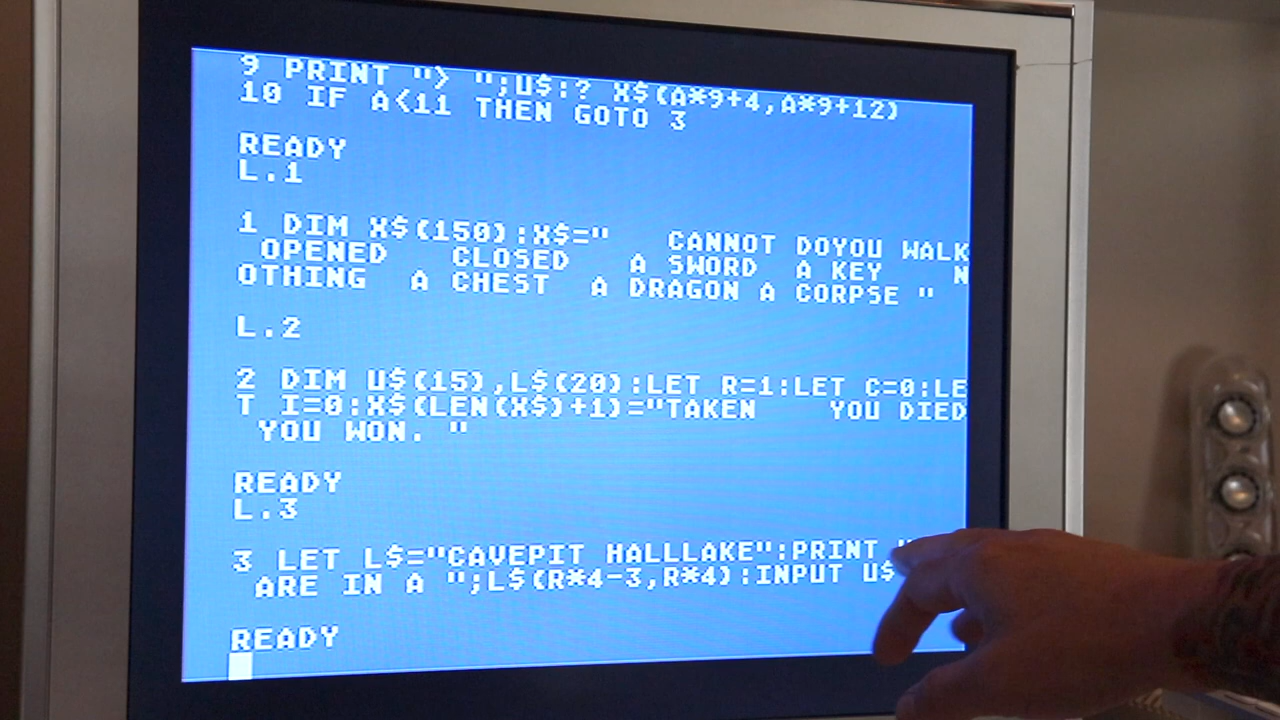 9 PRINT "> ";U$:? X$(A*9+4,A*9+12)
10 IF A<11 THEN GOTO 3
READY
L.1
1 DIM X$(150):X$="    CANNOT DOYOU WALK
OPENED    CLOSED    A SWORD  A KEY    N
OTHING  A CHEST  A DRAGON A CORPSE "
L.2
2 DIM U$(15),L$(20):LET R=1:LET C=0:LE
T I=0:X$(LEN(X$)+1)="TAKEN    YOU DIED
YOU WON. "
READY
L.3
3 LET L$="CAVEPIT HALLLAKE":PRINT
ARE IN A ";L$(R*4-3,R*4):INPUT U$
READY